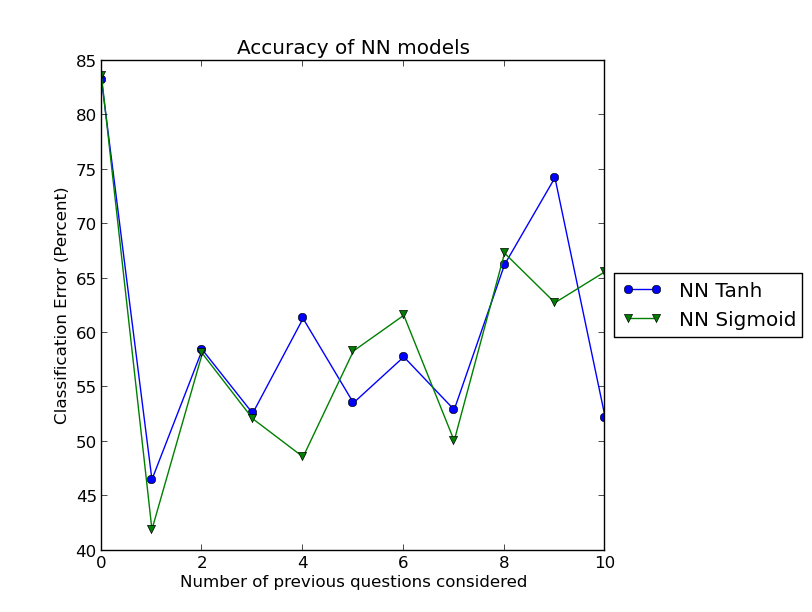 Accuracy of NN models
Classification Error (Percent)
85
80
75
70
65
60
55
50
45
40
0 2 4 6 8 10
Number of previous questions considered
NN Tanh
NN Sigmoid